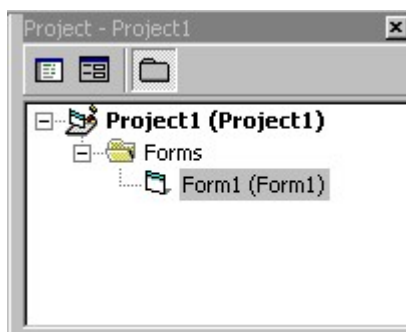 Project - Project1
Project1 (Project1)
Forms
Form1 (Form1)